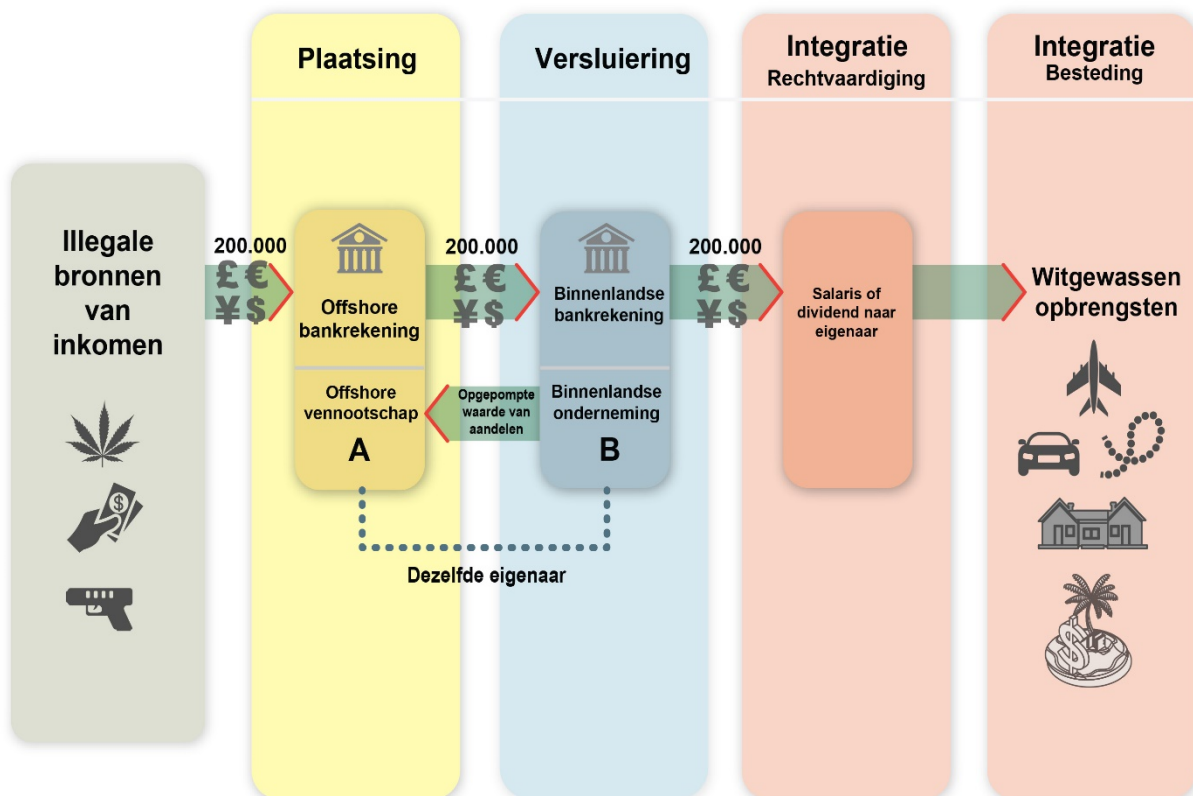 Plaatsing
Versluiering
Integratie
Rechtvaardiging
Integratie
Besteding
Illegale
bronnen
van
inkomen
200.000
£ €
¥ $
Offshore
bankrekening
200.000
£ €
¥ $
Binnenlandse
bankrekening
200.000
£ €
¥ $
Salaris of
dividend naar
eigenaar
Witgewassen
opbrengsten
Offshore
vennootschap
A
Opgepompte
waarde van
aandelen
Binnenlandse
onderneming
B
Dezelfde eigenaar
$
$